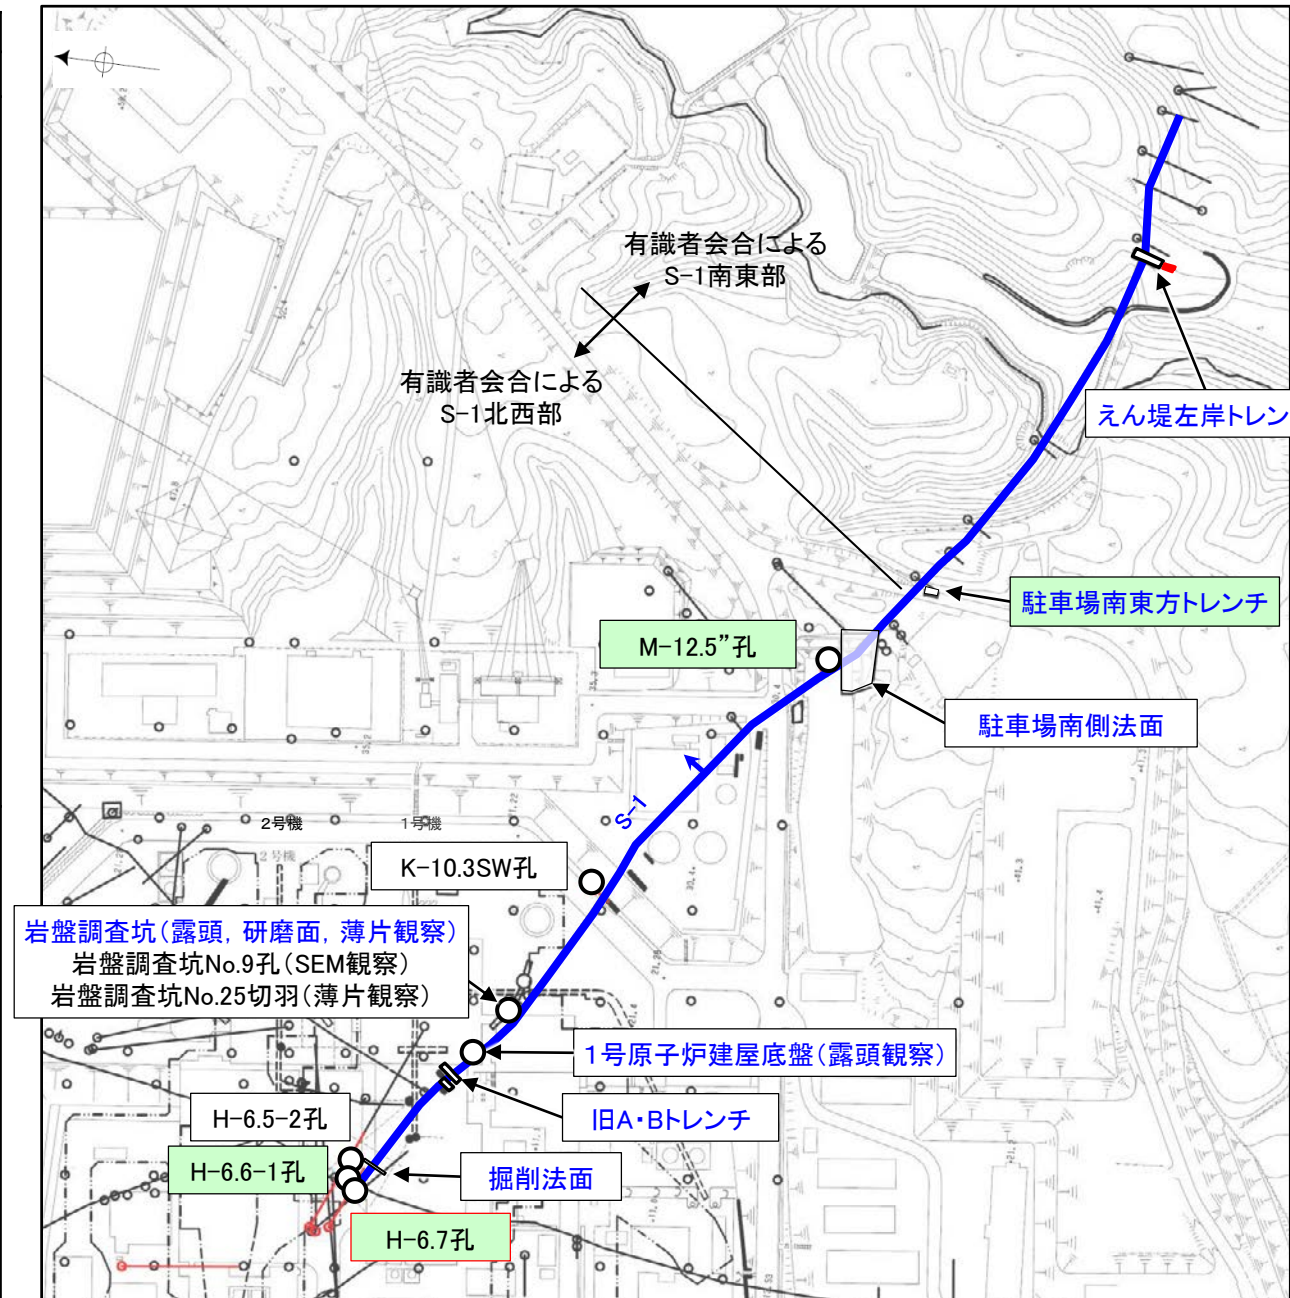 有識者会合による
S-1南東部
有識者会合による
S-1北西部
えん堤左岸トレン
駐車場南東方トレンチ
M-12.5”孔
駐車場南側法面
S-1
2号機
1号機
2号機
K-10.3SW孔
岩盤調査坑(露頭, 研磨面, 薄片観察)
岩盤調査坑No.9孔(SEM観察)
岩盤調査坑No.25切羽(薄片観察)
1号原子炉建屋底盤(露頭観察)
旧A・Bトレンチ
H-6.5-2孔
H-6.6-1孔
掘削法面
H-6.7孔